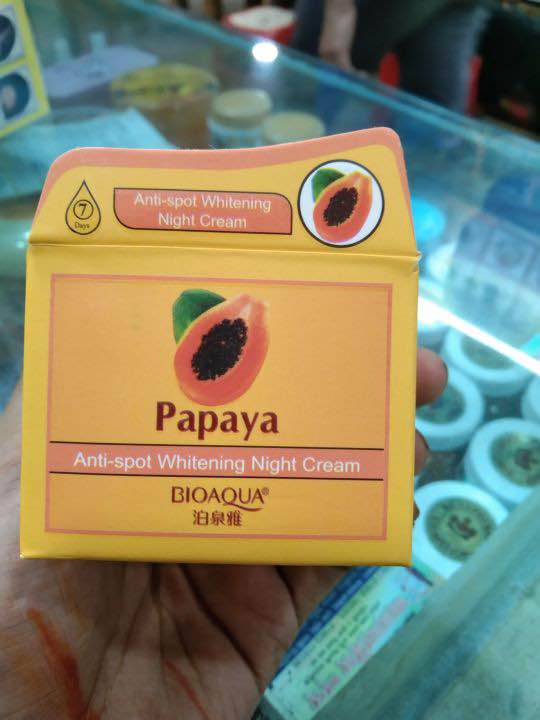 7
Days
Anti-spot Whitening
Night Cream
Papaya
Anti-spot Whitening Night Cream
BIOAQUA®
泊泉雅